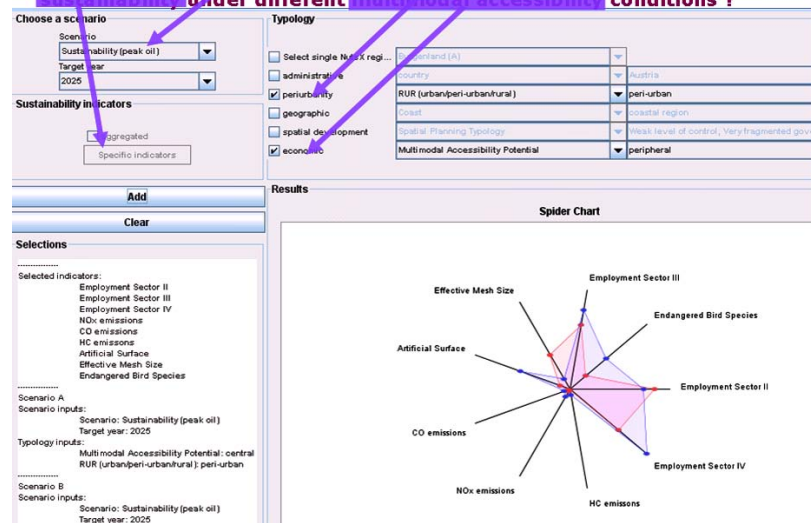 sustainability under different multimodal accessibility conditions ?
Choose a scenario
Scenario
Sustainability (peak oil)
Target year
2025
Sustainability indicators
Aggregated
Specific indicators
Add
Clear
Selections
Selected indicators:
Employment Sector II
Employment Sector III
Employment Sector IV
NOx emissions
CO emissions
HC emissions
Artificial Surface
Effective Mesh Size
Endangered Bird Species
Scenario A
Scenario inputs:
Scenario: Sustainability (peak oil)
Target year: 2025
Typology inputs:
Multimodal Accessibility Potential: central
RUR (urban/peri-urban/rural): peri-urban
Scenario B
Scenario inputs:
Scenario: Sustainability (peak oil)
Target year: 2025
Typology
Select single NutsX regi... Burgenland (A)
administrative country Austria
periurbanity RUR (urban/peri-urban/rural) peri-urban
geographic Coast coastal region
spatial development Spatial Planning Typology Weak level of control, Very fragmented gov
economic Multimodal Accessibility Potential peripheral
Results
Spider Chart
Employment Sector III
Effective Mesh Size
Endangered Bird Species
Artificial Surface
Employment Sector II
CO emissions
Employment Sector IV
NOx emissions
HC emissons